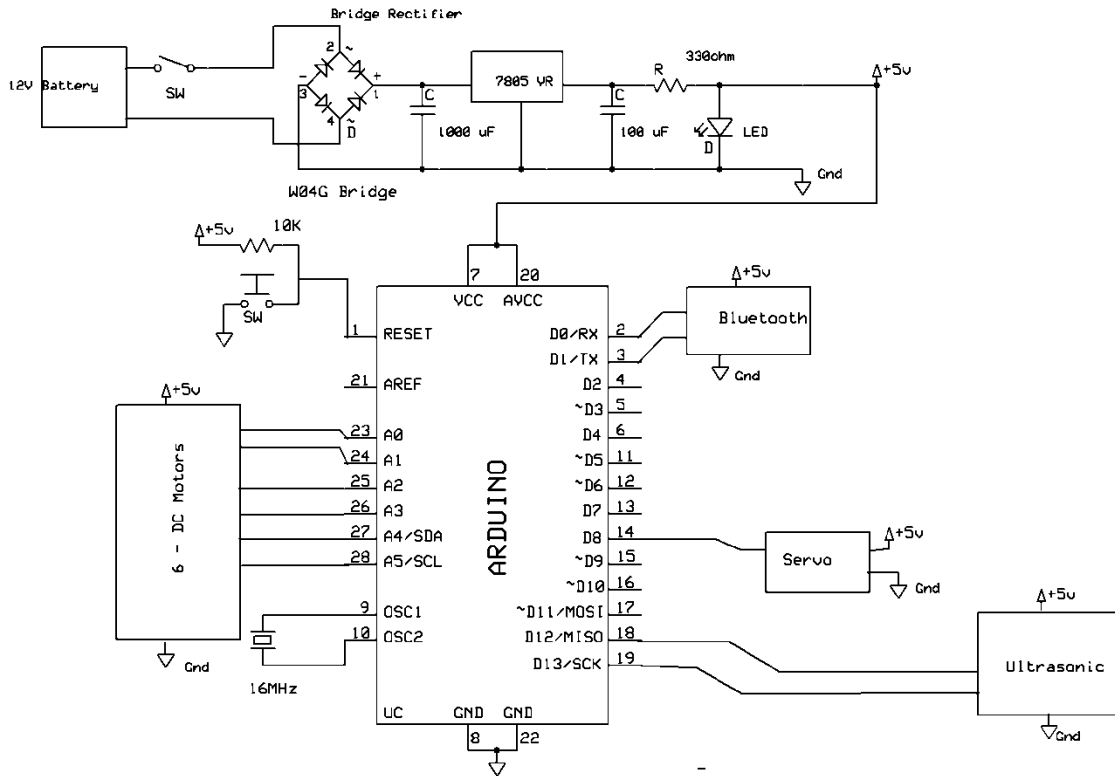 Bridge Rectifier
12V Battery
SW
2
~
-
+
3
1
4
~
D
W04G Bridge
C
1000 uF
7805 VR
C
100 uF
330ohm
R
+5v
LED
D
Gnd
+5v
10K
SW
7
20
VCC
AVCC
1
RESET
21
AREF
23
A0
24
A1
25
A2
26
A3
27
A4/SDA
28
A5/SCL
9
OSC1
10
OSC2
16MHz
UC
GND
GND
8
22
ARDUINO
D0/RX
2
D1/TX
3
D2
4
~D3
5
D4
6
~D5
11
~D6
12
D7
13
D8
14
~D9
15
~D10
16
~D11/MOSI
17
D12/MISO
18
D13/SCK
19
+5v
6 - DC Motors
Gnd
+5v
Bluetooth
Gnd
+5v
Servo
Gnd
+5v
Ultrasonic
Gnd
-